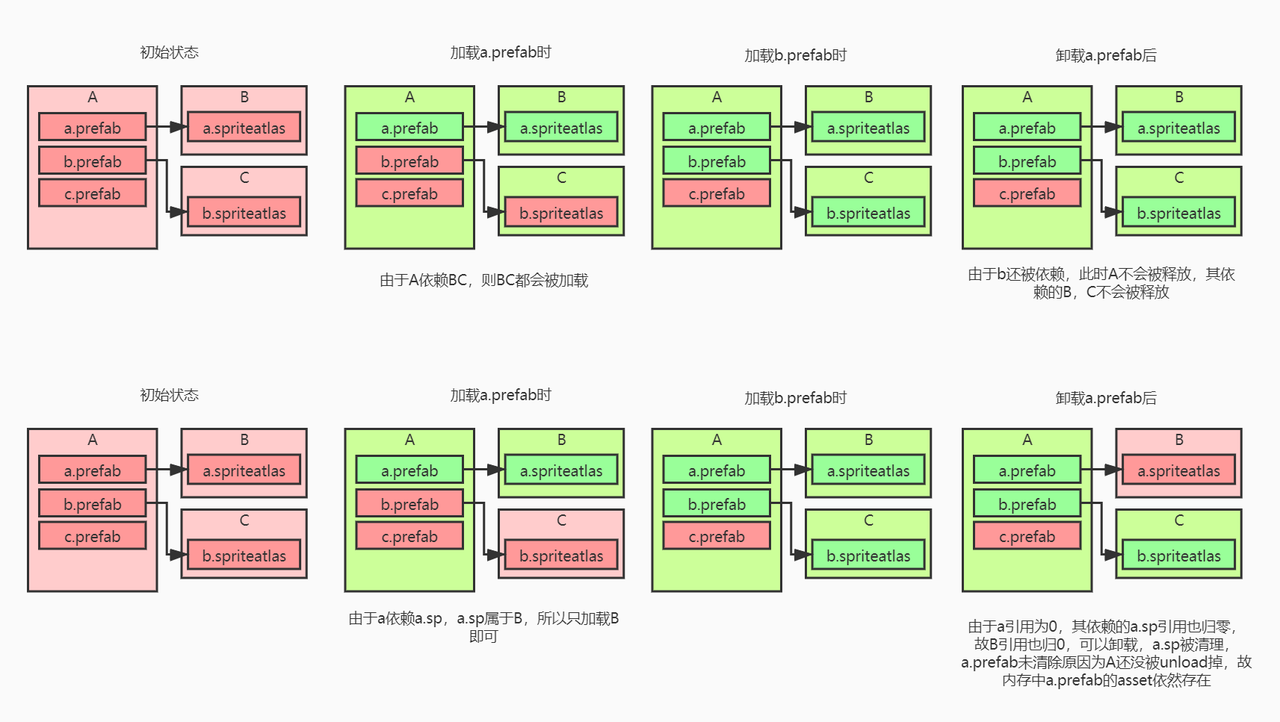 初始状态
A
a.prefab
b.prefab
c.prefab
B
a.spriteatlas
C
b.spriteatlas
加载a.prefab时
A
a.prefab
b.prefab
c.prefab
B
a.spriteatlas
C
b.spriteatlas
由于A依赖BC，则BC都会被加载
加载b.prefab时
A
a.prefab
b.prefab
c.prefab
B
a.spriteatlas
C
b.spriteatlas
卸载a.prefab后
A
a.prefab
b.prefab
c.prefab
B
a.spriteatlas
C
b.spriteatlas
由于b还被依赖，此时A不会被释放，其依
赖的B，C不会被释放
初始状态
A
a.prefab
b.prefab
c.prefab
B
a.spriteatlas
C
b.spriteatlas
加载a.prefab时
A
a.prefab
b.prefab
c.prefab
B
a.spriteatlas
C
b.spriteatlas
由于a依赖a.sp，a.sp属于B，所以只加载B
即可
加载b.prefab时
A
a.prefab
b.prefab
c.prefab
B
a.spriteatlas
C
b.spriteatlas
卸载a.prefab后
A
a.prefab
b.prefab
c.prefab
B
a.spriteatlas
C
b.spriteatlas
由于a引用为0，其依赖的a.sp引用也归零，
故B引用也归0，可以卸载，a.sp被清理，
a.prefab未清除原因为A还没被unload掉，故
内存中a.prefab的asset依然存在